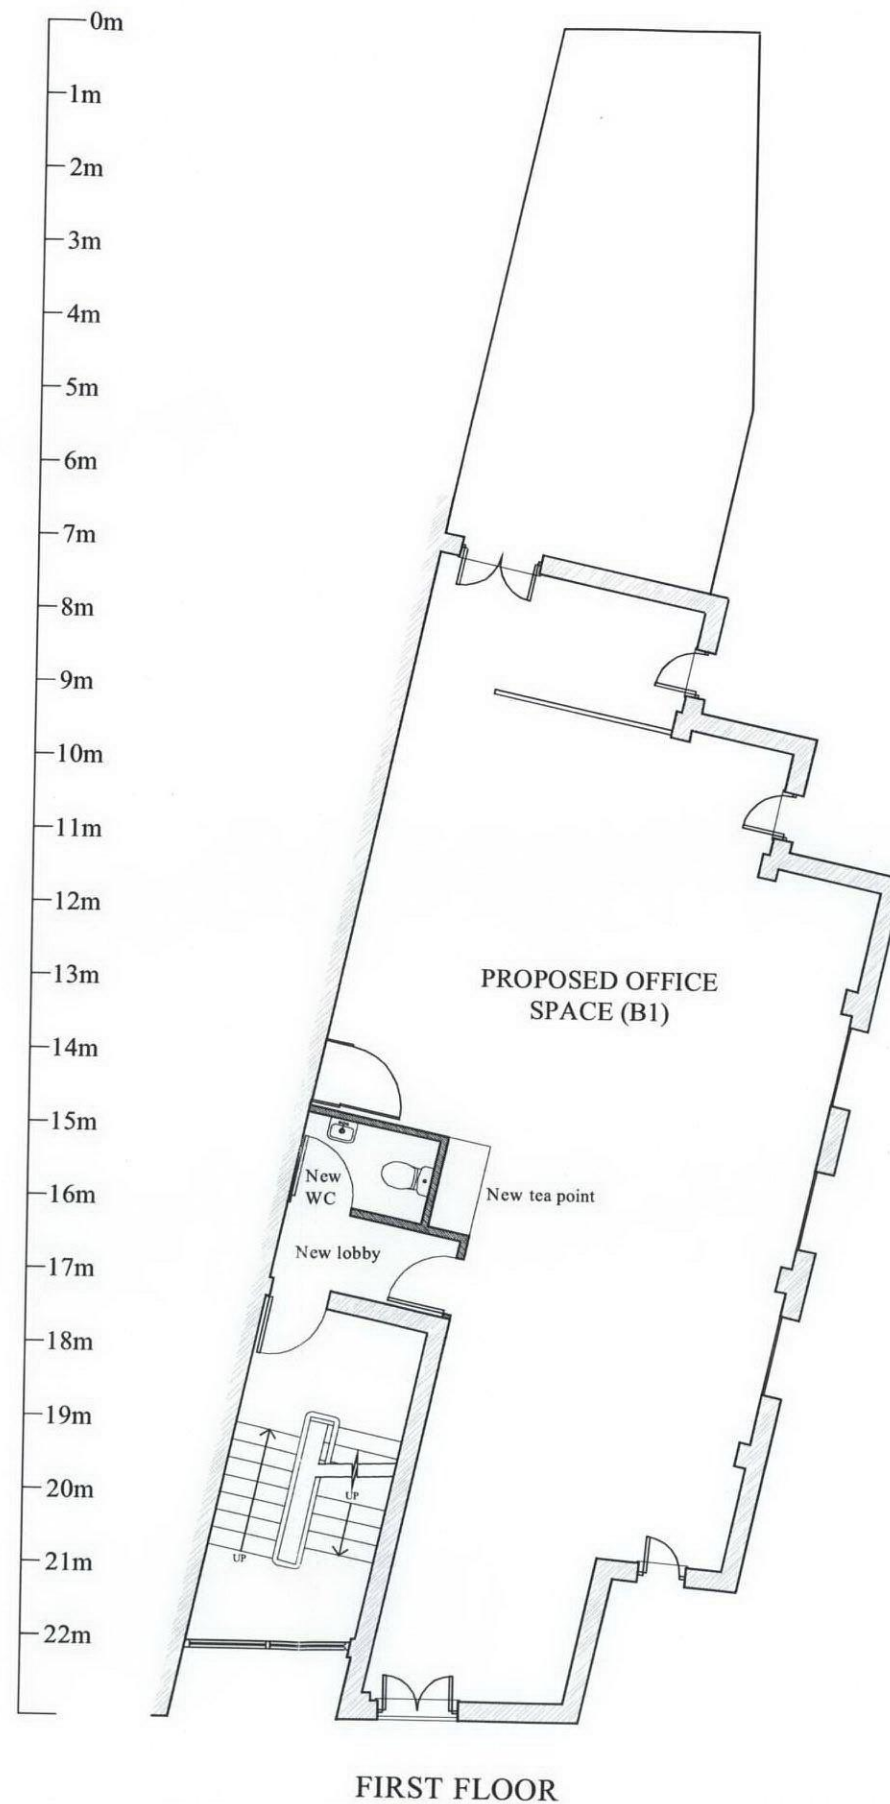 0m
1m
2m
3m
4m
5m
6m
7m
8m
9m
10m
11m
12m
13m
14m
15m
16m
17m
18m
19m
20m
21m
22m
PROPOSED OFFICE
SPACE (B1)
New
WC
New tea point
New lobby
UP
UP
FIRST FLOOR